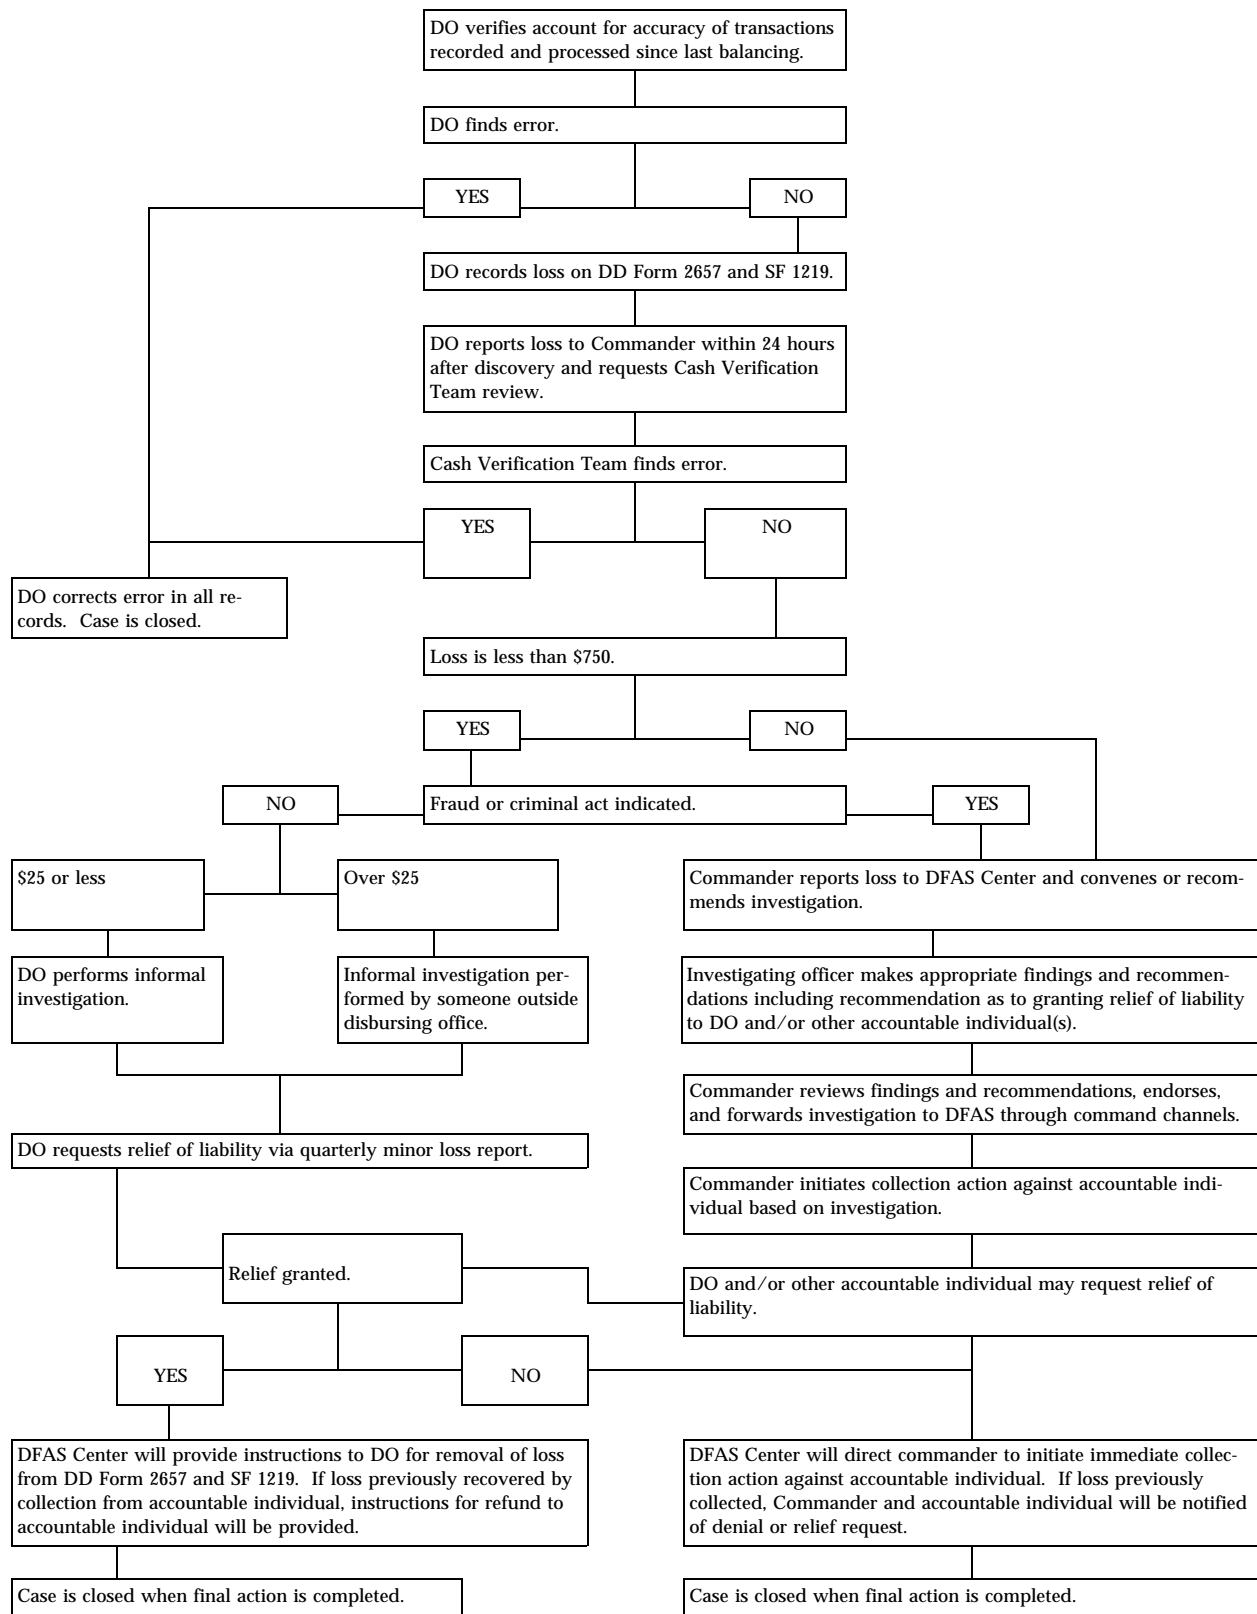 DO verifies account for accuracy of transactions
recorded and processed since last balancing.
DO finds error.
YES
NO
DO records loss on DD Form 2657 and SF 1219.
DO reports loss to Commander within 24 hours
after discovery and requests Cash Verification
Team review.
Cash Verification Team finds error.
YES
NO
DO corrects error in all re-
cords.  Case is closed.
Loss is less than $750.
YES
NO
NO
Fraud or criminal act indicated.
YES
$25 or less
Over $25
Commander reports loss to DFAS Center and convenes or recom-
mends investigation.
DO performs informal
investigation.
Informal investigation per-
formed by someone outside
disbursing office.
Investigating officer makes appropriate findings and recommen-
dations including recommendation as to granting relief of liability
to DO and/or other accountable individual(s).
Commander reviews findings and recommendations, endorses,
and forwards investigation to DFAS through command channels.
DO requests relief of liability via quarterly minor loss report.
Commander initiates collection action against accountable indi-
vidual based on investigation.
Relief granted.
DO and/or other accountable individual may request relief of
liability.
YES
NO
DFAS Center will provide instructions to DO for removal of loss
from DD Form 2657 and SF 1219.  If loss previously recovered by
collection from accountable individual, instructions for refund to
accountable individual will be provided.
DFAS Center will direct commander to initiate immediate collec-
tion action against accountable individual.  If loss previously
collected, Commander and accountable individual will be notified
of denial or relief request.
Case is closed when final action is completed.
Case is closed when final action is completed.